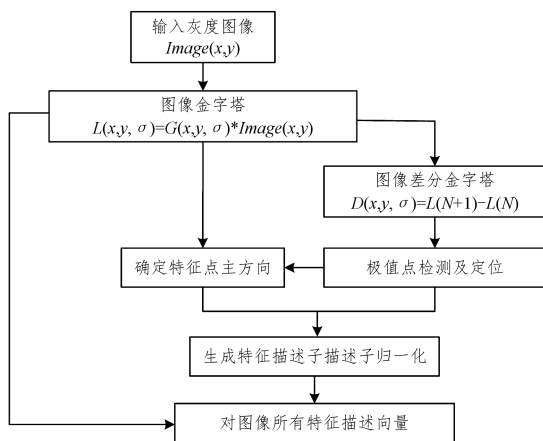 输入灰度图像
Image(x,y)
图像金字塔
L(x,y, σ)=G(x,y, σ)*Image(x,y)
图像差分金字塔
D(x,y, σ)=L(N+1)−L(N)
确定特征点主方向
极值点检测及定位
生成特征描述子描述子归一化
对图像所有特征描述向量